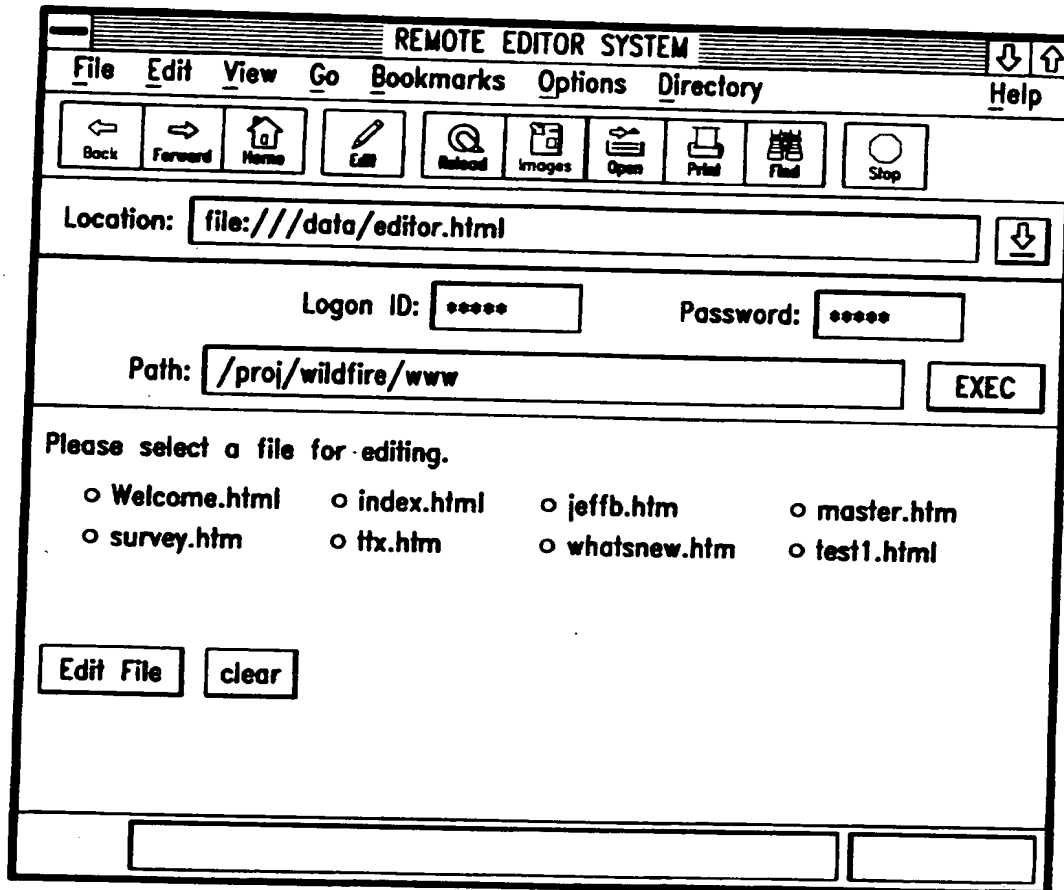 REMOTE EDITOR SYSTEM
File Edit View Go Bookmarks Options Directory Help
Back Forward Home Edit Reload Images Open Print Find Stop
Location: file:///data/editor.html
Logon ID: ***** Password: *****
Path: /proj/wildfire/www EXEC
Please select a file for editing.
Welcome.html index.html jeffb.htm master.htm
survey.htm ttx.htm whatsnew.htm test1.html
Edit File clear